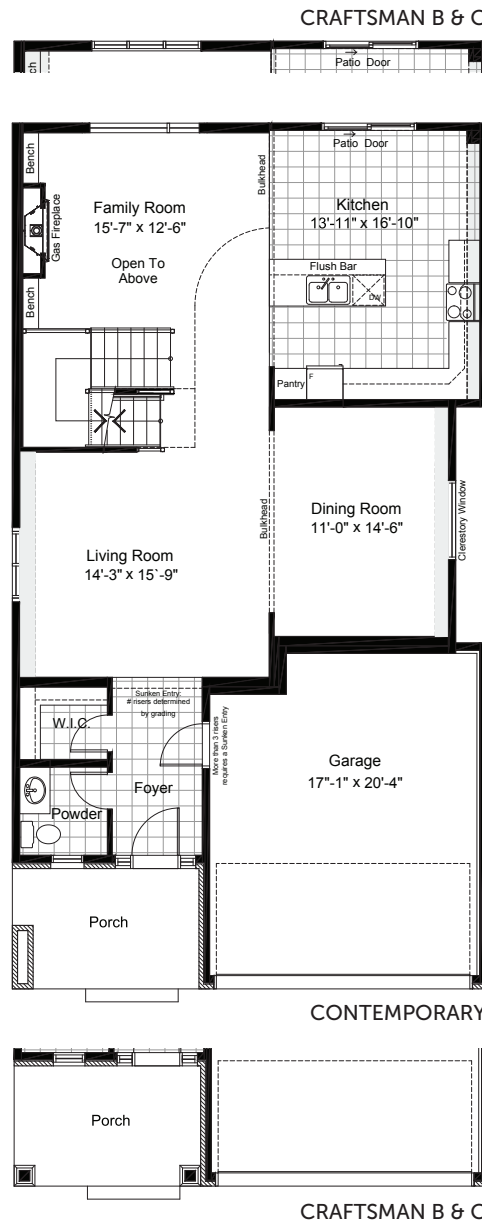 CRAFTSMAN B & C
ch
Patio Door
Patio Door
Bench
Bulkhead
Gas Fireplace
Family Room
15'-7" x 12'-6"
Kitchen
13'-11" x 16'-10"
Open To
Above
Flush Bar
DW
Bench
Pantry
F
Bulkhead
Dining Room
11'-0" x 14'-6"
Clerestory Window
Living Room
14'-3" x 15`-9"
Sunken Entry:
# risers determined
by grading
W.I.C.
More than 3 risers
requires a Sunken Entry
Garage
17"-1" x 20'-4"
Foyer
Powder
Porch
CONTEMPORARY
Porch
CRAFTSMAN B & C